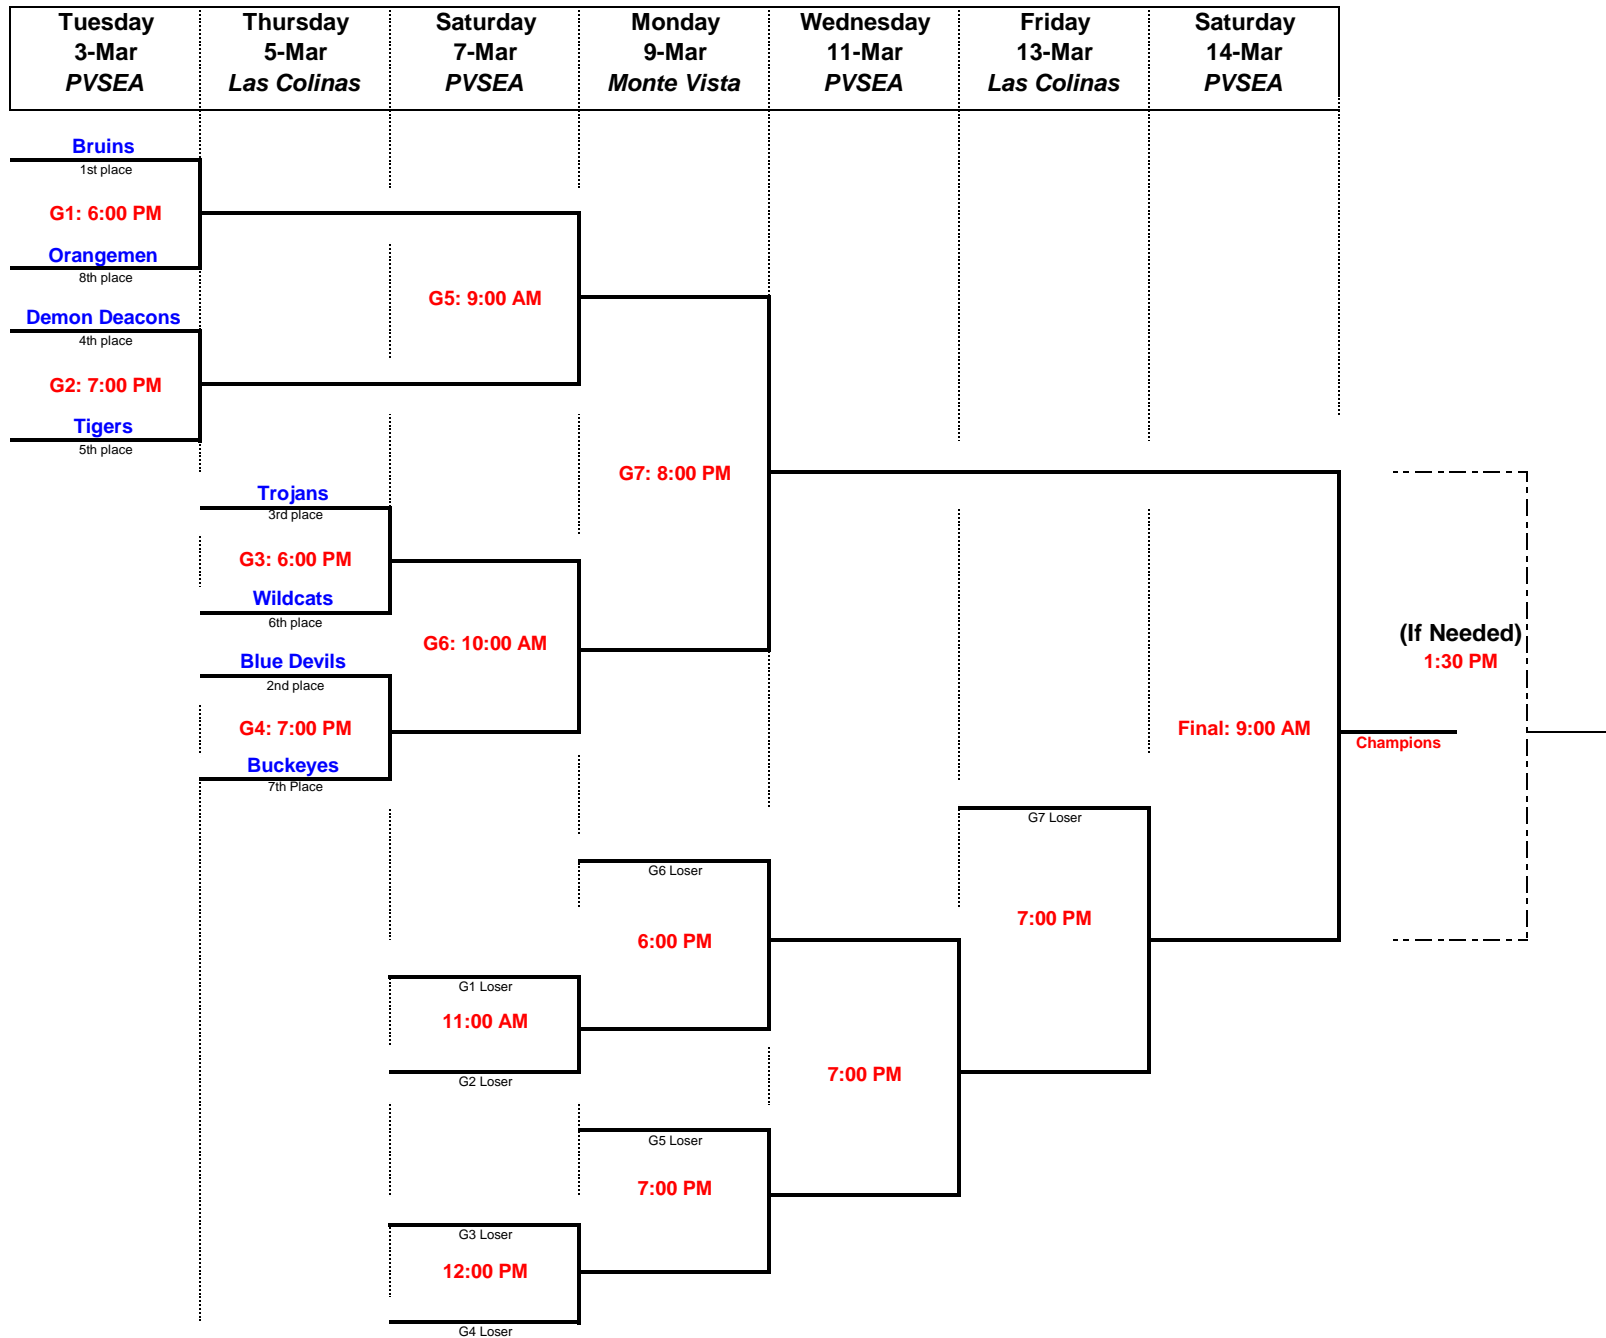 Tuesday
3-Mar
PVSEA
Thursday
5-Mar
Las Colinas
Saturday
7-Mar
PVSEA
Monday
9-Mar
Monte Vista
Wednesday
11-Mar
PVSEA
Friday
13-Mar
Las Colinas
Saturday
14-Mar
PVSEA
Bruins
1st place
G1: 6:00 PM
Orangemen
8th place
Demon Deacons
4th place
G2: 7:00 PM
Tigers
5th place
Trojans
3rd place
G3: 6:00 PM
Wildcats
6th place
Blue Devils
2nd place
G4: 7:00 PM
Buckeyes
7th Place
G5: 9:00 AM
G6: 10:00 AM
G1 Loser
11:00 AM
G2 Loser
G3 Loser
12:00 PM
G4 Loser
G7: 8:00 PM
G6 Loser
6:00 PM
G5 Loser
7:00 PM
7:00 PM
G7 Loser
7:00 PM
Final: 9:00 AM
Champions
(If Needed)
1:30 PM